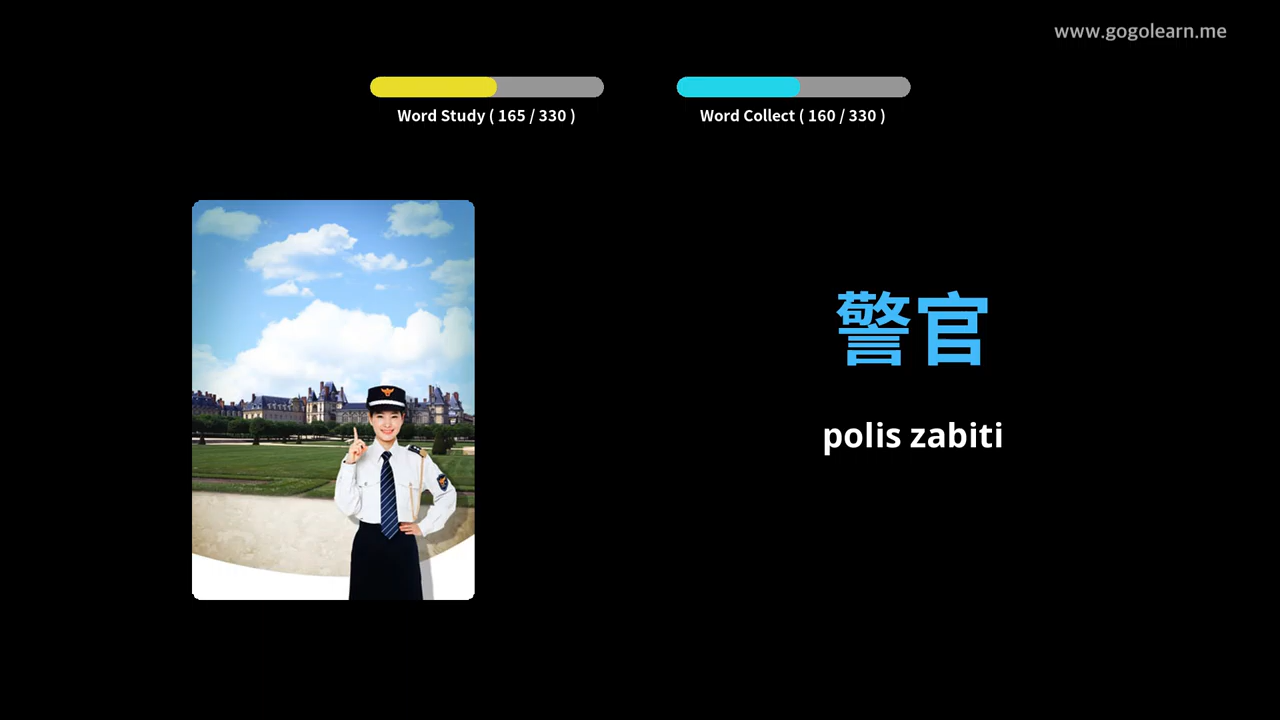 www.gogolearn.me
Word Study ( 165 / 330 )
Word Collect ( 160 / 330 )
警官
polis zabiti